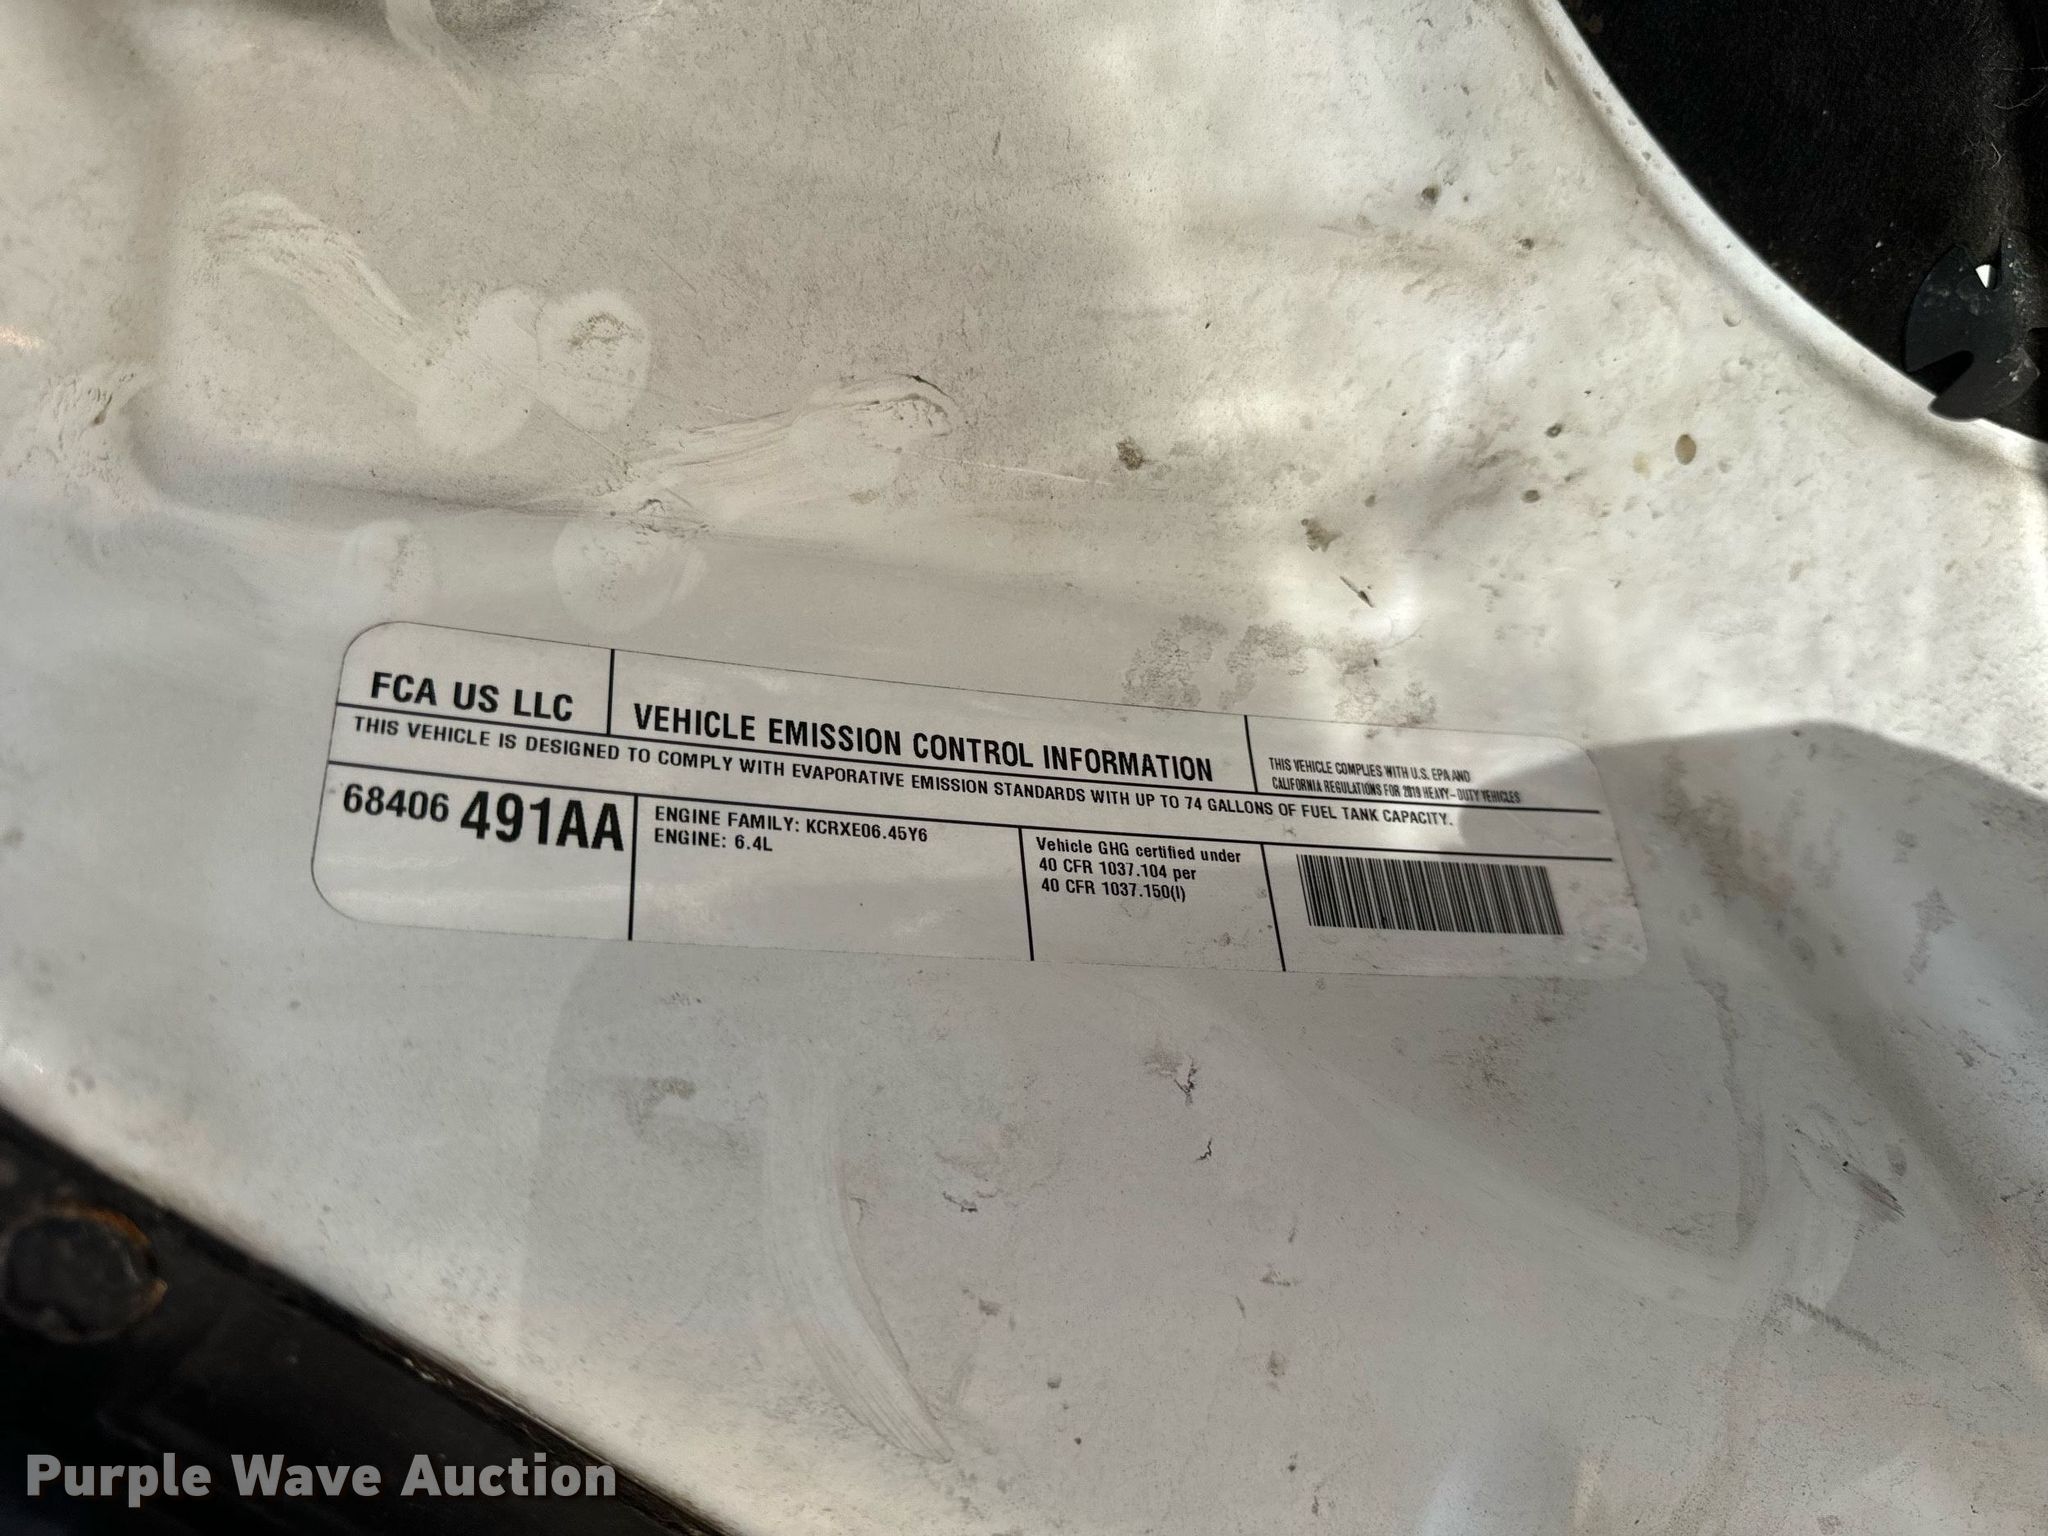 FCA US LLC
VEHICLE EMISSION CONTROL INFORMATION
THIS VEHICLE COMPLIES WITH U.S. EPA AND
CALIFORNIA REGULATIONS FOR 2019 HEAVY-DUTY VEHICLES
THIS VEHICLE IS DESIGNED TO COMPLY WITH EVAPORATIVE EMISSION STANDARDS WITH UP TO 74 GALLONS OF FUEL TANK CAPACITY.
68406 491AA
ENGINE FAMILY: KCRXE06.45Y6
ENGINE: 6.4L
Vehicle GHG certified under
40 CFR 1037.104 per
40 CFR 1037.150(l)
Purple Wave Auction